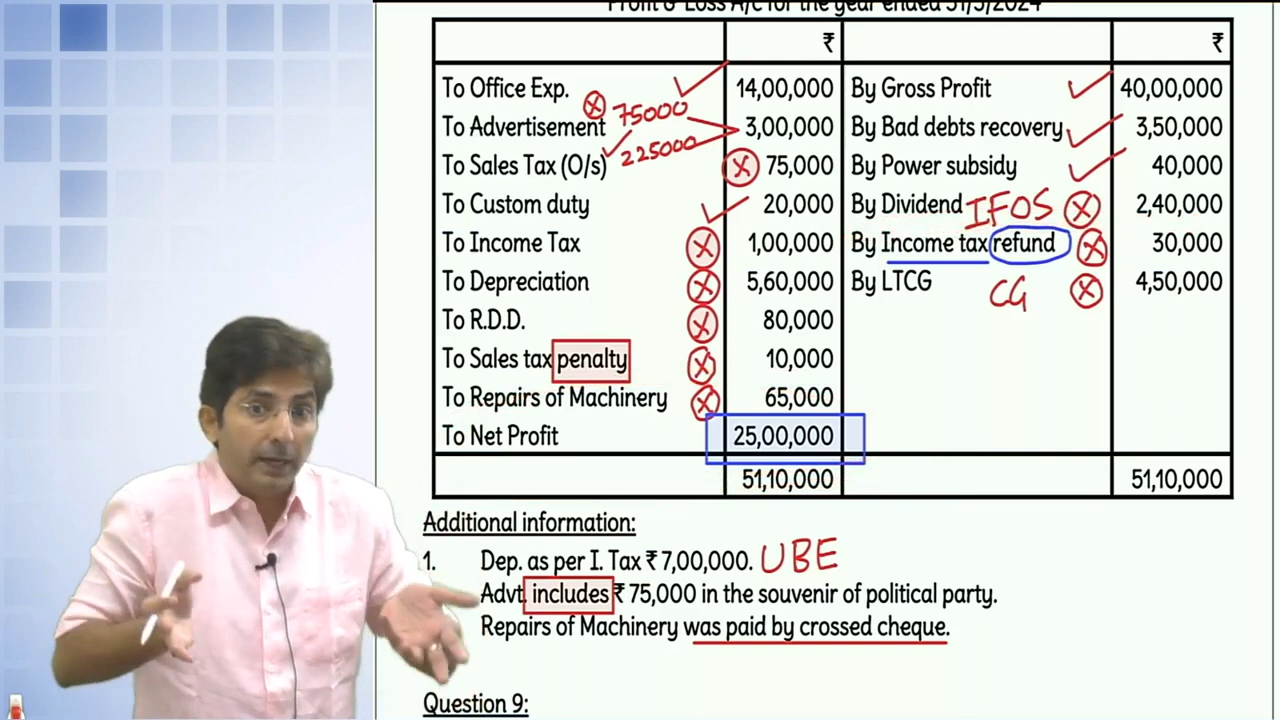 Profit & Loss A/c for the year ended 31/3/2024
₹ ₹
To Office Exp. 14,00,000 By Gross Profit 40,00,000
75000
To Advertisement 3,00,000 By Bad debts recovery 3,50,000
225000
To Sales Tax (O/s) 75,000 By Power subsidy 40,000
To Custom duty 20,000 By Dividend IFOS 2,40,000
To Income Tax 1,00,000 By Income tax refund 30,000
To Depreciation 5,60,000 By LTCG CG 4,50,000
To R.D.D. 80,000
To Sales tax penalty 10,000
To Repairs of Machinery 65,000
To Net Profit 25,00,000
51,10,000 51,10,000
Additional information:
1. Dep. as per I. Tax ₹ 7,00,000. UBE
Advt. includes ₹ 75,000 in the souvenir of political party.
Repairs of Machinery was paid by crossed cheque.
Question 9: